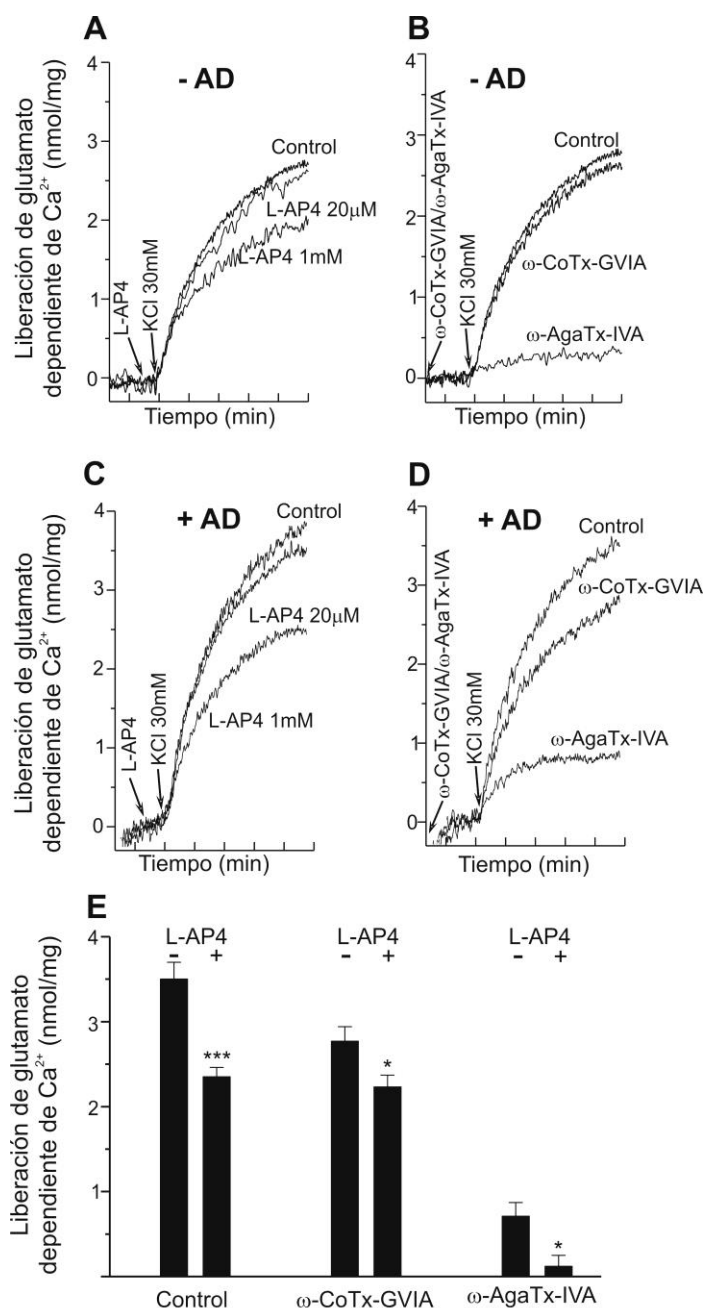 A
- AD
Liberación de glutamato
dependiente de Ca²⁺ (nmol/mg)
4
3
2
1
0
Control
L-AP4 20µM
L-AP4 1mM
L-AP4
KCl 30mM
Tiempo (min)
B
- AD
4
3
2
1
0
ω-CoTx-GVIA/ω-AgaTx-IVA
KCl 30mM
Control
ω-CoTx-GVIA
ω-AgaTx-IVA
Tiempo (min)
C
+ AD
Liberación de glutamato
dependiente de Ca²⁺ (nmol/mg)
4
3
2
1
0
Control
L-AP4 20µM
L-AP4 1mM
L-AP4
KCl 30mM
Tiempo (min)
D
+ AD
4
3
2
1
0
ω-CoTx-GVIA/ω-AgaTx-IVA
KCl 30mM
Control
ω-CoTx-GVIA
ω-AgaTx-IVA
Tiempo (min)
E
Liberación de glutamato
dependiente de Ca²⁺ (nmol/mg)
4
3
2
1
L-AP4
- +
***
L-AP4
- +
*
L-AP4
- +
*
Control
ω-CoTx-GVIA
ω-AgaTx-IVA